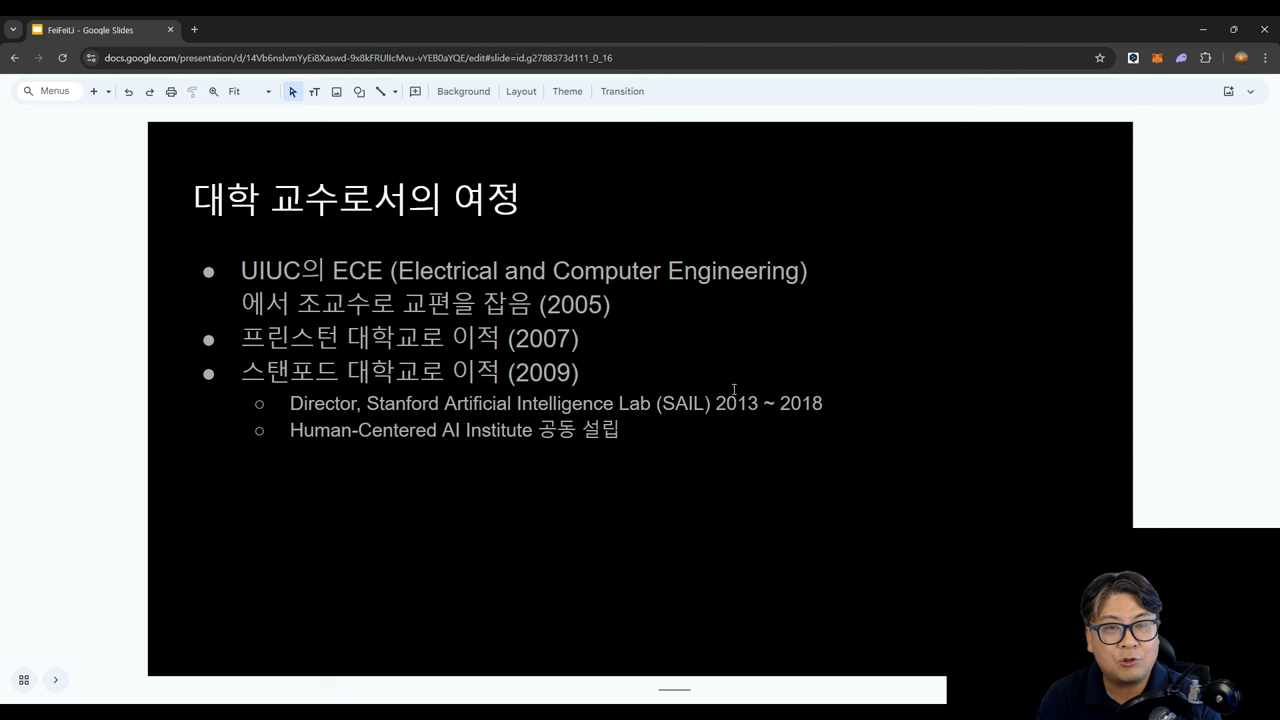 FeiFeiLi - Google Slides
docs.google.com/presentation/d/14Vb6nslvmYyEi8Xaswd-9x8kFRUlIcMvu-vYEB0aYQE/edit#slide=id.g2788373d111_0_16
Menus Fit Background Layout Theme Transition
대학 교수로서의 여정
● UIUC의 ECE (Electrical and Computer Engineering)
에서 조교수로 교편을 잡음 (2005)
● 프린스턴 대학교로 이적 (2007)
● 스탠포드 대학교로 이적 (2009)
○ Director, Stanford Artificial Intelligence Lab (SAIL) 2013 ~ 2018
○ Human-Centered AI Institute 공동 설립